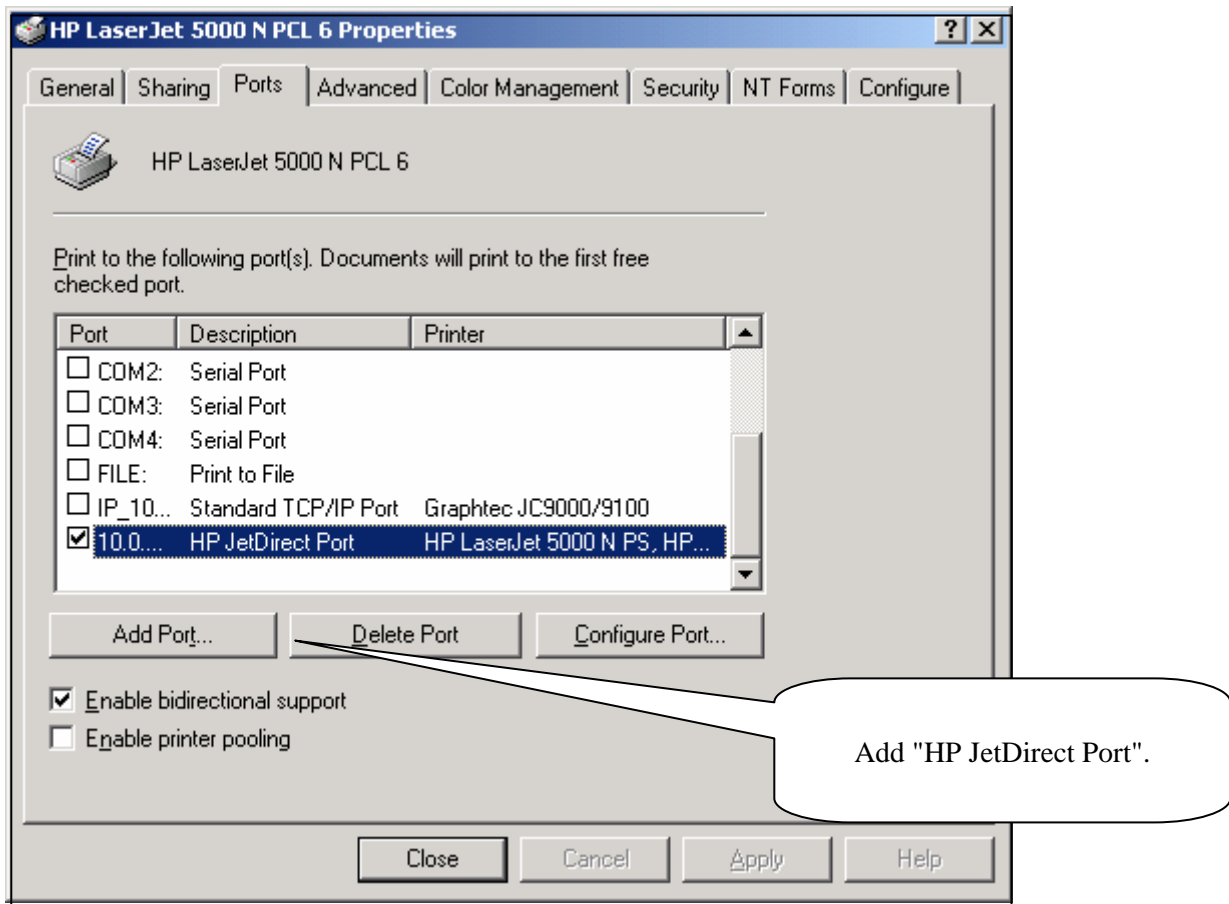 HP LaserJet 5000 N PCL 6 Properties
General Sharing Ports Advanced Color Management Security NT Forms Configure
HP LaserJet 5000 N PCL 6
Print to the following port(s). Documents will print to the first free
checked port.
Port Description Printer
COM2: Serial Port
COM3: Serial Port
COM4: Serial Port
FILE: Print to File
IP_10... Standard TCP/IP Port Graphtec JC9000/9100
10.0.... HP JetDirect Port HP LaserJet 5000 N PS, HP...
Add Port... Delete Port Configure Port...
Enable bidirectional support
Enable printer pooling
Add "HP JetDirect Port".
Close Cancel Apply Help